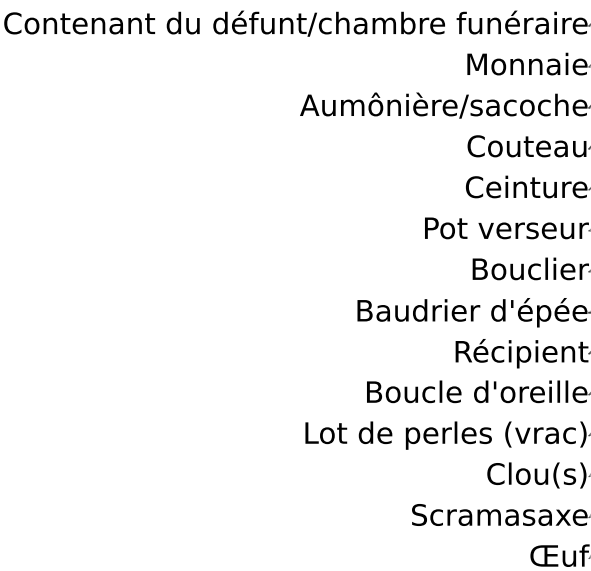 Contenant du défunt/chambre funéraire
Monnaie
Aumônière/sacoche
Couteau
Ceinture
Pot verseur
Bouclier
Baudrier d'épée
Récipient
Boucle d'oreille
Lot de perles (vrac)
Clou(s)
Scramasaxe
Œuf